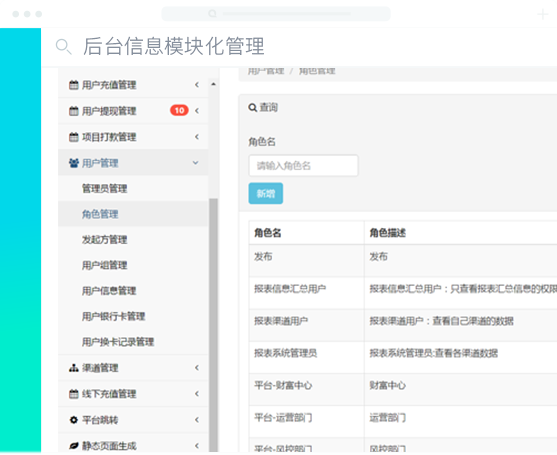 后台信息模块化管理
用户管理 / 角色管理
用户充值管理
用户提现管理 10
项目打款管理
用户管理
管理员管理
角色管理
发起方管理
用户组管理
用户信息管理
用户银行卡管理
用户换卡记录管理
渠道管理
线下充值管理
平台跳转
静态页面生成
查询
角色名
请输入角色名
新增
角色名 角色描述
发布 发布
报表信息汇总用户 报表信息汇总用户：只查看报表汇总信息的权限
报表渠道用户 报表渠道用户：查看自己渠道的数据
报表系统管理员 报表系统管理员:查看各渠道数据
平台-财富中心 财富中心
平台-运营部门 运营部门
平台-风控部门 风控部门